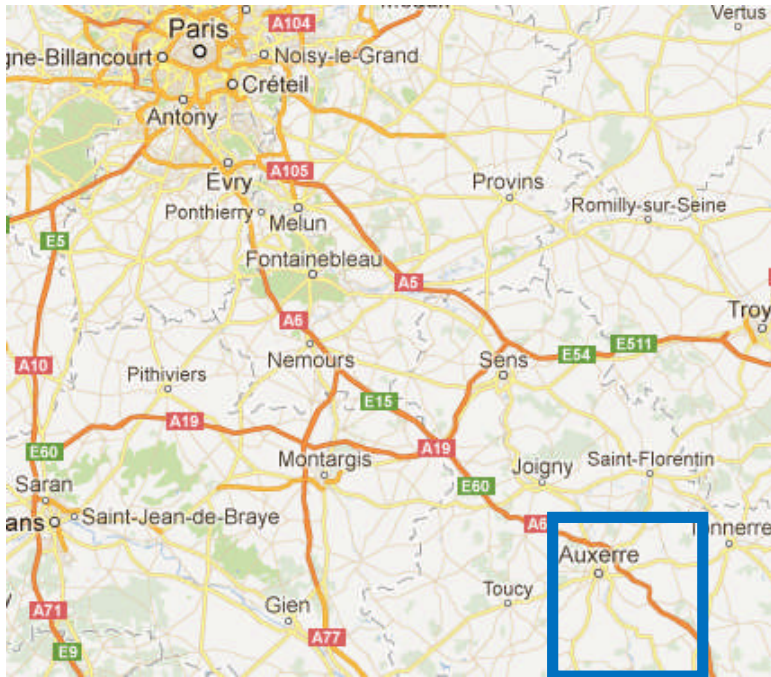 A104
Vertus
Paris
gne-Billancourt
Noisy-le-Grand
Créteil
Antony
A105
Évry
Provins
Ponthierry
Romilly-sur-Seine
Melun
E5
Fontainebleau
A5
Troy
A6
E511
Nemours
E54
A10
Sens
Pithiviers
E15
A19
A19
E60
Montargis
Joigny
Saint-Florentin
Saran
E60
ans
Saint-Jean-de-Braye
A6
onnerre
Auxerre
Toucy
Gien
A71
A77
E9